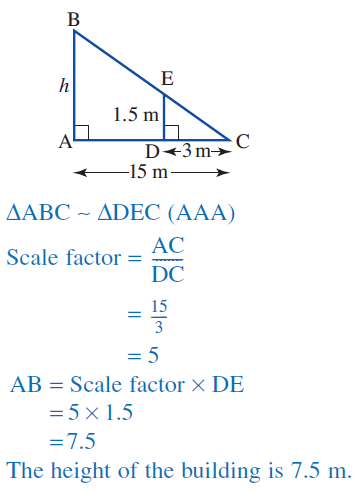 B
h
E
1.5 m
A
D
3 m
C
15 m
ΔABC ~ ΔDEC (AAA)
Scale factor = AC/DC
= 15/3
= 5
AB = Scale factor × DE
= 5 × 1.5
= 7.5
The height of the building is 7.5 m.